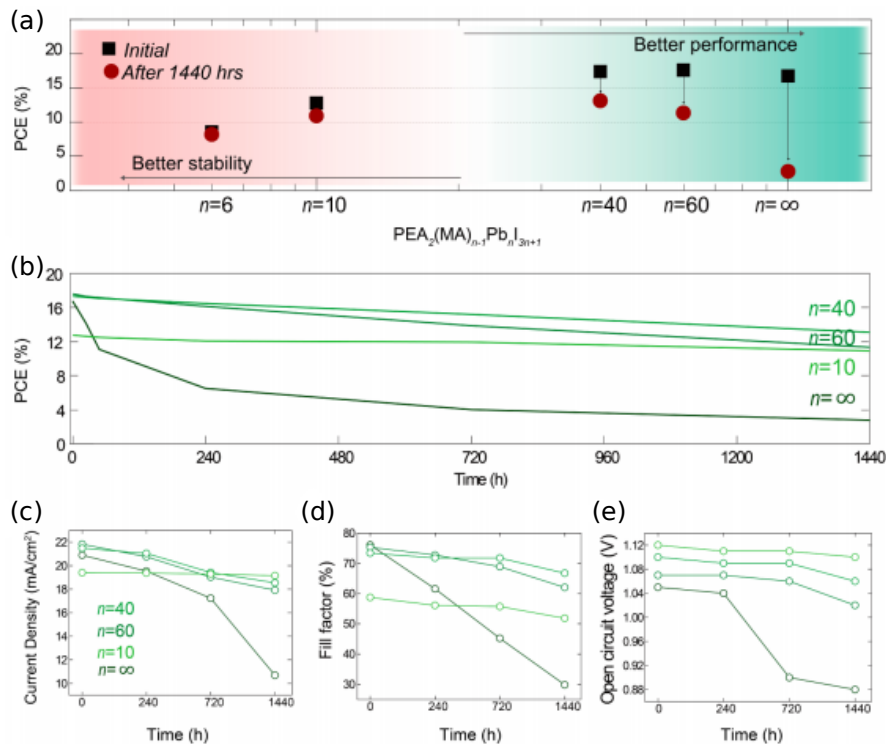 (a)
25
20
15
10
5
0
PCE (%)
Initial
After 1440 hrs
Better performance
Better stability
n=6
n=10
n=40
n=60
n=∞
PEA2(MA)n-1PbnI3n+1
(b)
20
16
12
8
4
0
PCE (%)
n=40
n=60
n=10
n=∞
0 240 480 720 960 1200 1440
Time (h)
(c)
22
20
18
16
14
12
10
Current Density (mA/cm²)
n=40
n=60
n=10
n=∞
0 240 720 1440
Time (h)
(d)
80
70
60
50
40
30
Fill factor (%)
0 240 720 1440
Time (h)
(e)
1.12
1.08
1.04
1.00
0.96
0.92
0.88
Open circuit voltage (V)
0 240 720 1440
Time (h)